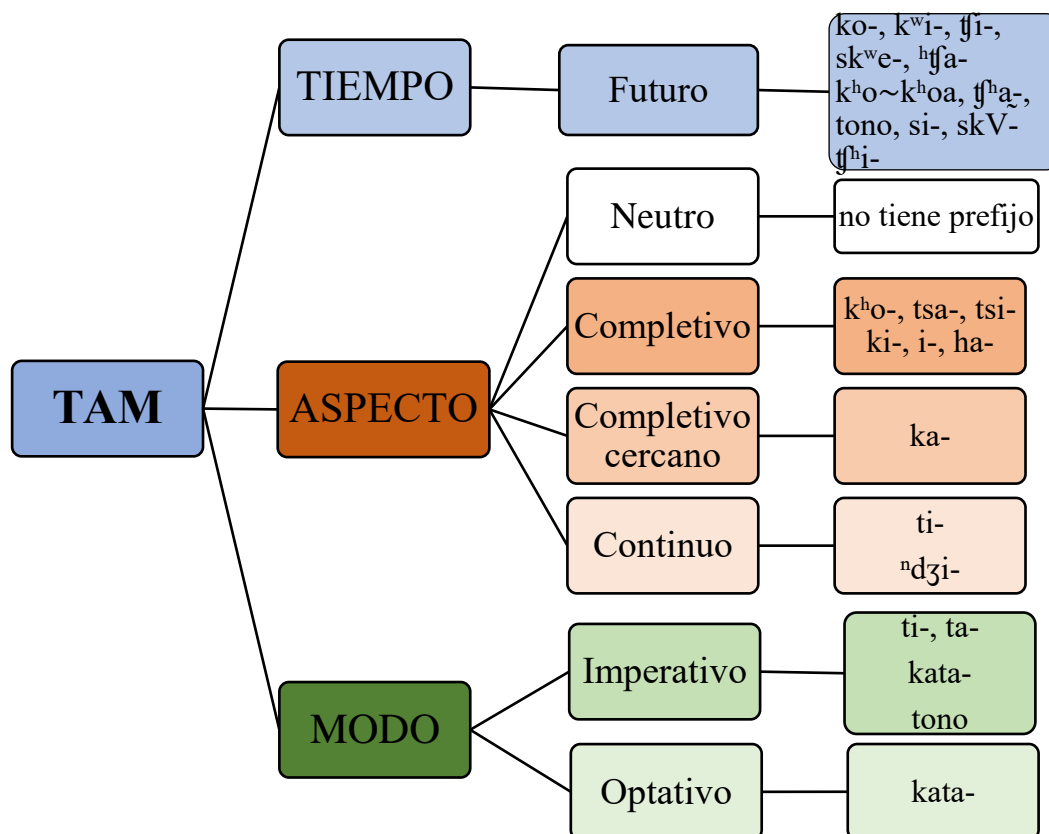 TAM
TIEMPO
Futuro
ko-, kʷi-, ʧi-,
skʷe-, ʰʧa-
kʰo~kʰoa, ʧʰa̰-,
tono, si-, skṼ-
ʧʰi-
ASPECTO
Neutro
no tiene prefijo
Completivo
kʰo-, tsa-, tsi-
ki-, i-, ha-
Completivo
cercano
ka-
Continuo
ti-
ⁿdʒi-
MODO
Imperativo
ti-, ta-
kata-
tono
Optativo
kata-